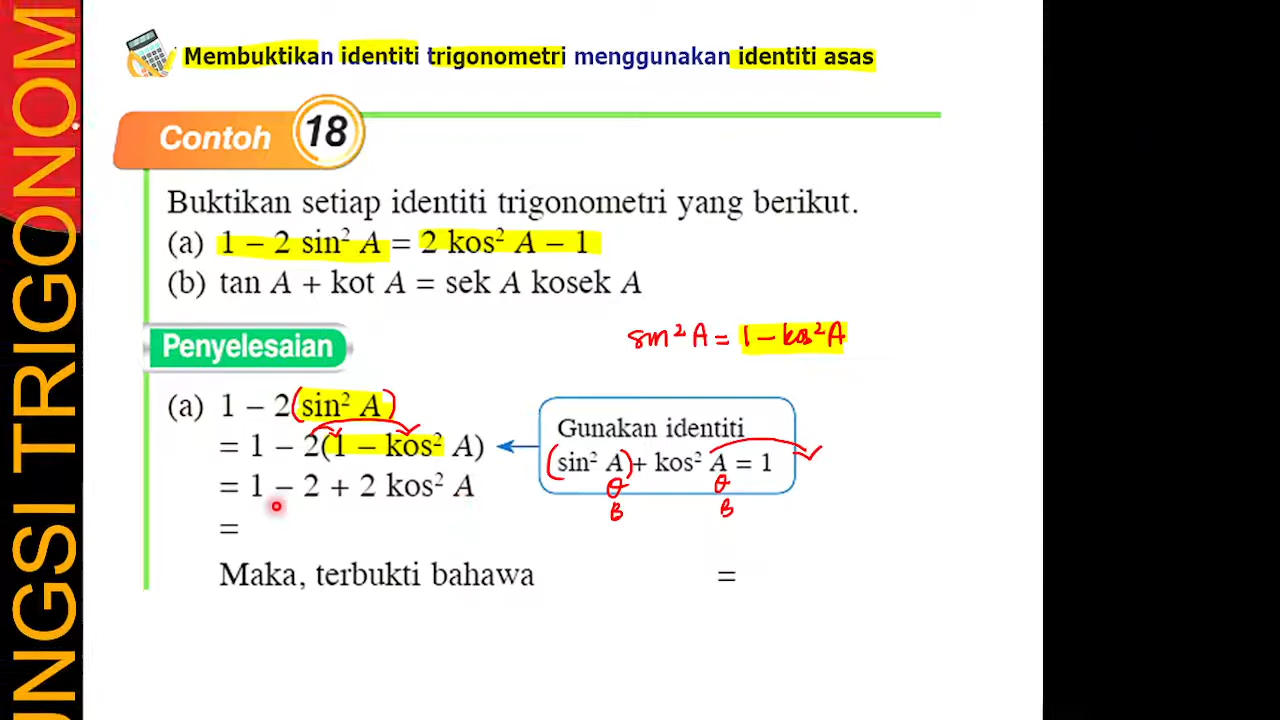 UNGSI TRIGONOM
Membuktikan identiti trigonometri menggunakan identiti asas
Contoh 18
Buktikan setiap identiti trigonometri yang berikut.
(a) 1 – 2 sin² A = 2 kos² A – 1
(b) tan A + kot A = sek A kosek A
sin² A = 1 – kos² A
Penyelesaian
(a) 1 – 2(sin² A)
= 1 – 2(1 – kos² A)
= 1 – 2 + 2 kos² A
=
Gunakan identiti
(sin² A) + kos² A = 1
θ θ
B B
Maka, terbukti bahawa =